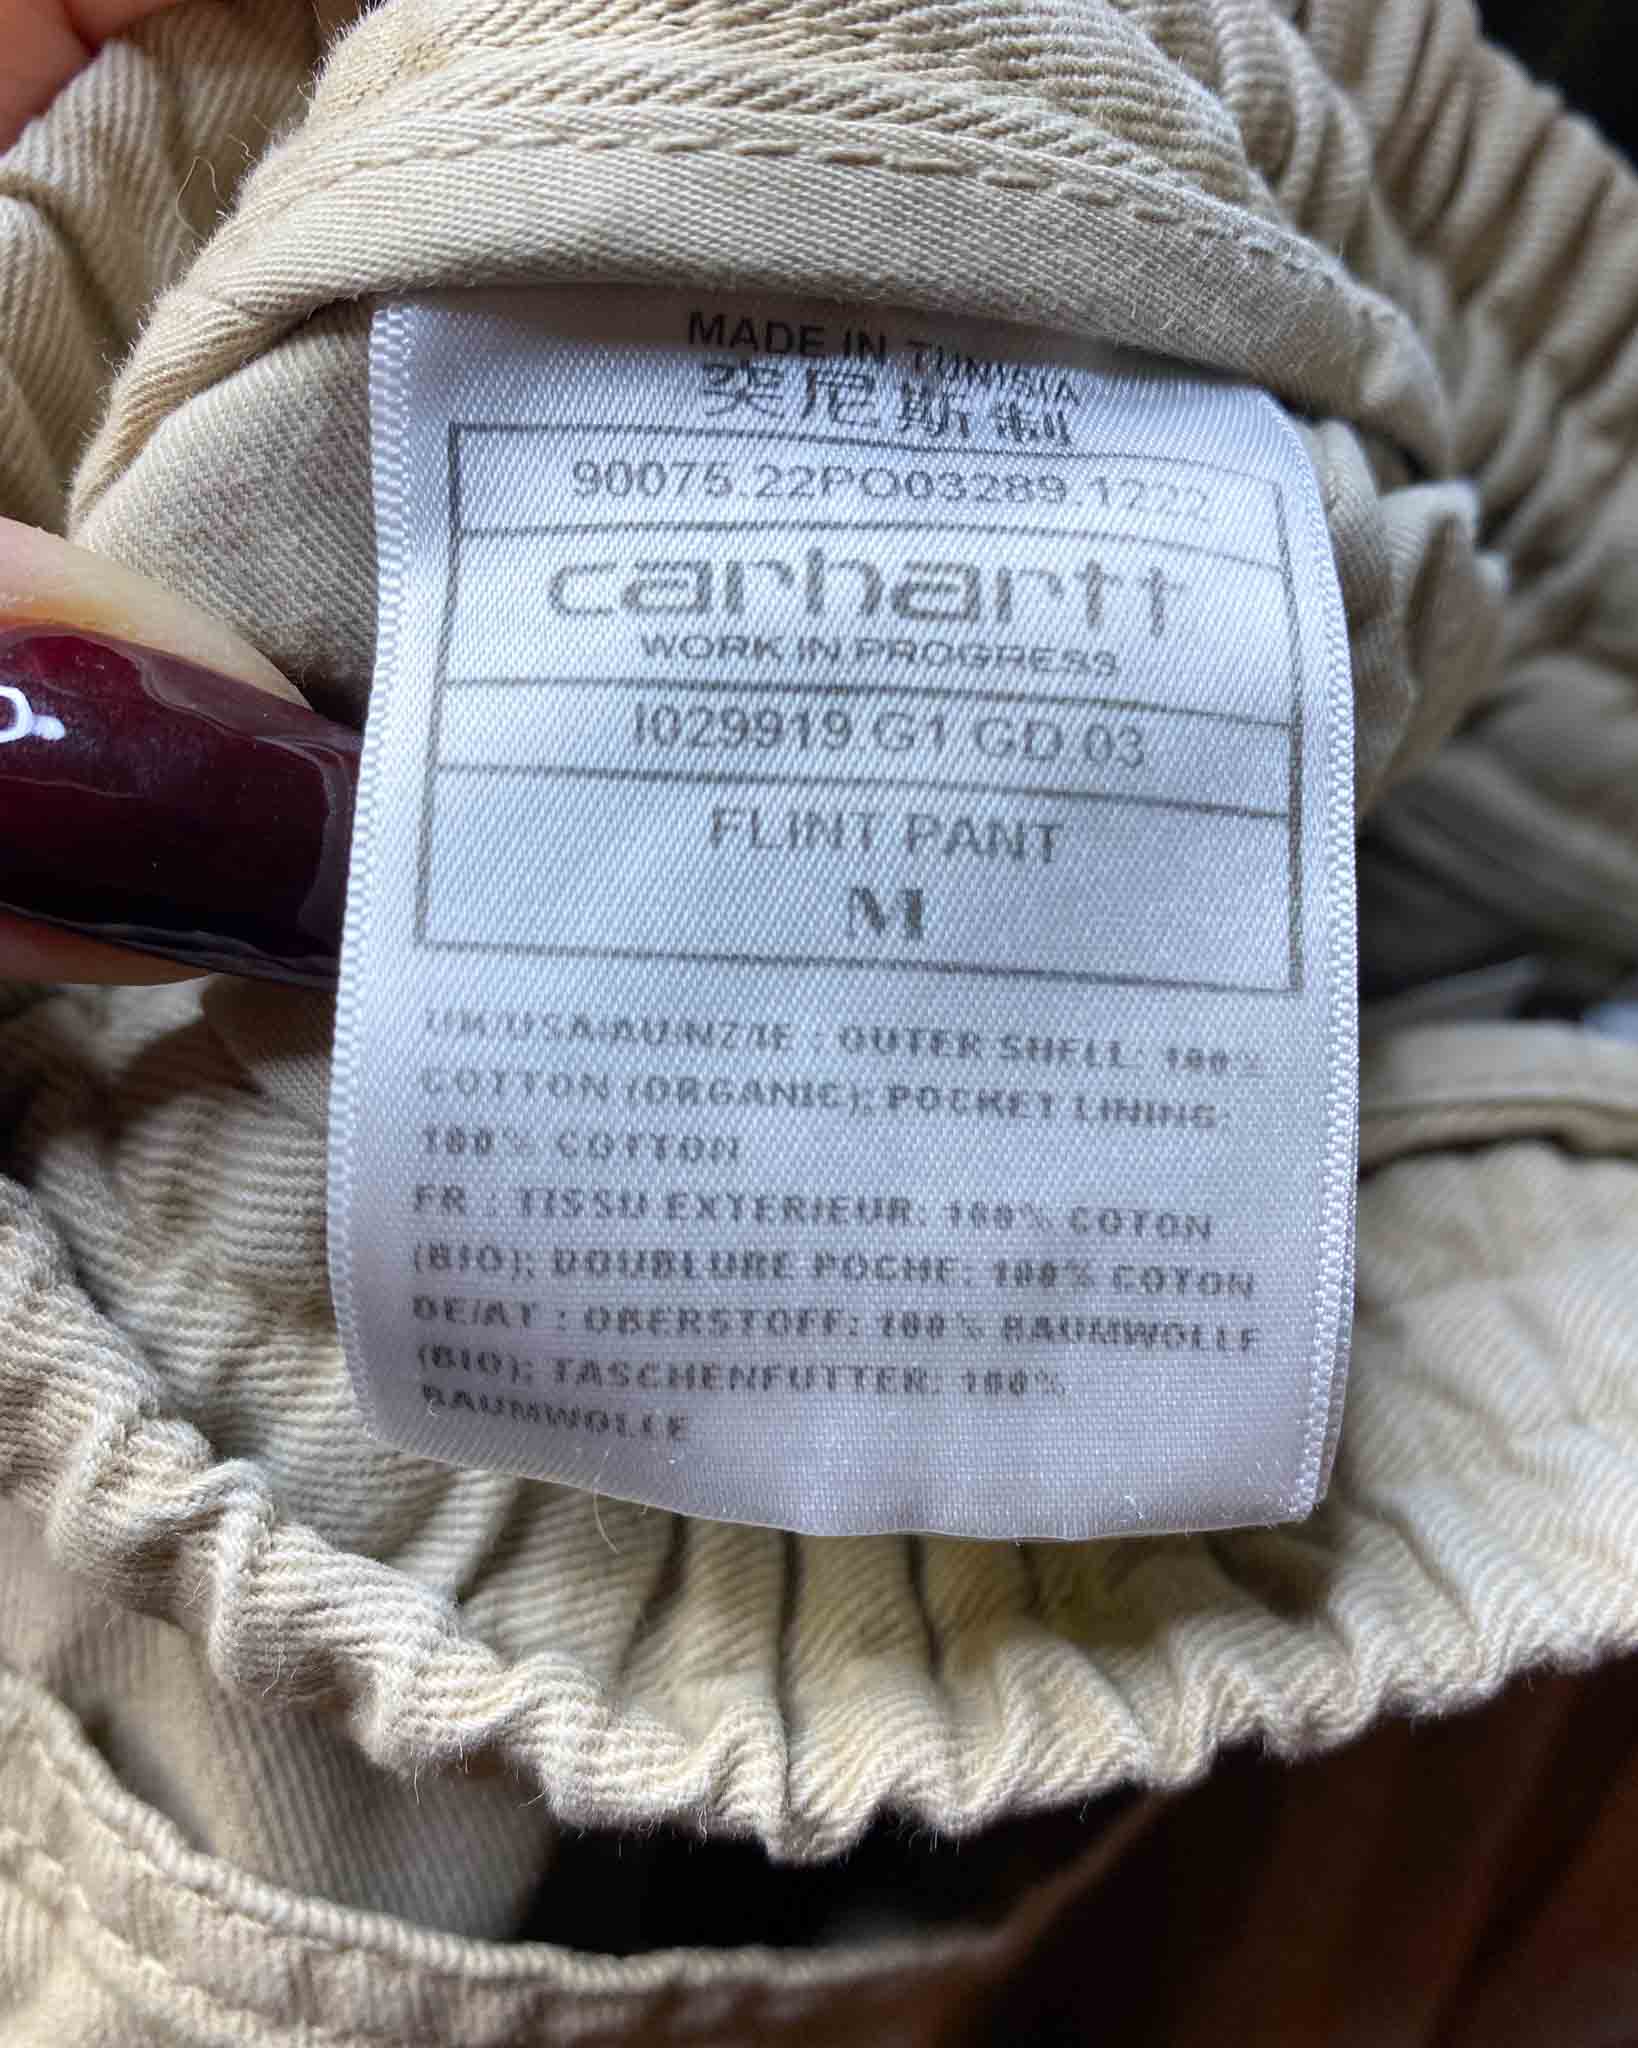 MADE IN TUNISIA
突尼斯制
90075.22PO03289.1222
carhartt
WORK IN PROGRESS
I029919.G1.GD.03
FLINT PANT
M
UK/USA/AU/NZ/IE : OUTER SHELL: 100%
COTTON (ORGANIC); POCKET LINING:
100% COTTON
FR : TISSU EXTERIEUR: 100% COTON
(BIO); DOUBLURE POCHE: 100% COTON
DE/AT : OBERSTOFF: 100% BAUMWOLLE
(BIO); TASCHENFUTTER: 100%
BAUMWOLLE